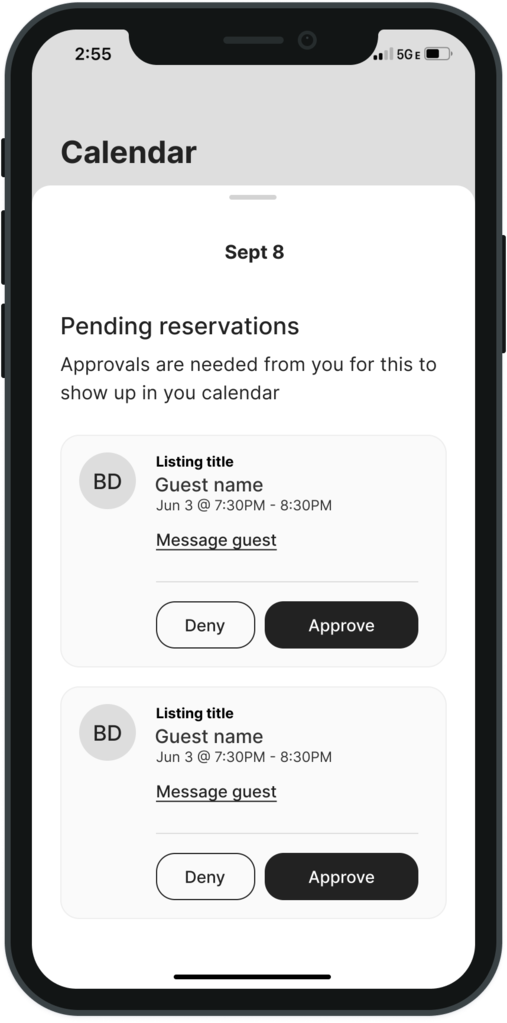 2:55
5G E
Calendar
Sept 8
Pending reservations
Approvals are needed from you for this to
show up in you calendar
BD
Listing title
Guest name
Jun 3 @ 7:30PM - 8:30PM
Message guest
Deny
Approve
BD
Listing title
Guest name
Jun 3 @ 7:30PM - 8:30PM
Message guest
Deny
Approve